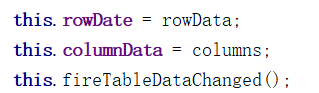 this.rowDate = rowData;
this.columnData = columns;
this.fireTableDataChanged();